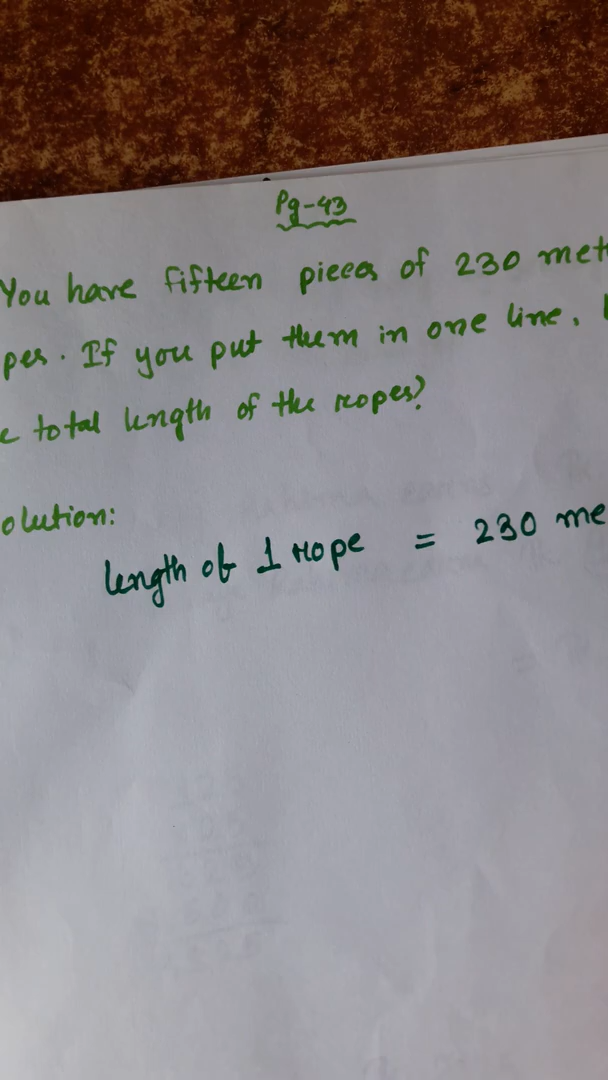 Pg-43
You have fifteen pieces of 230 met
pes. If you put them in one line,
e total length of the ropes?
olution:
length of 1 rope = 230 me